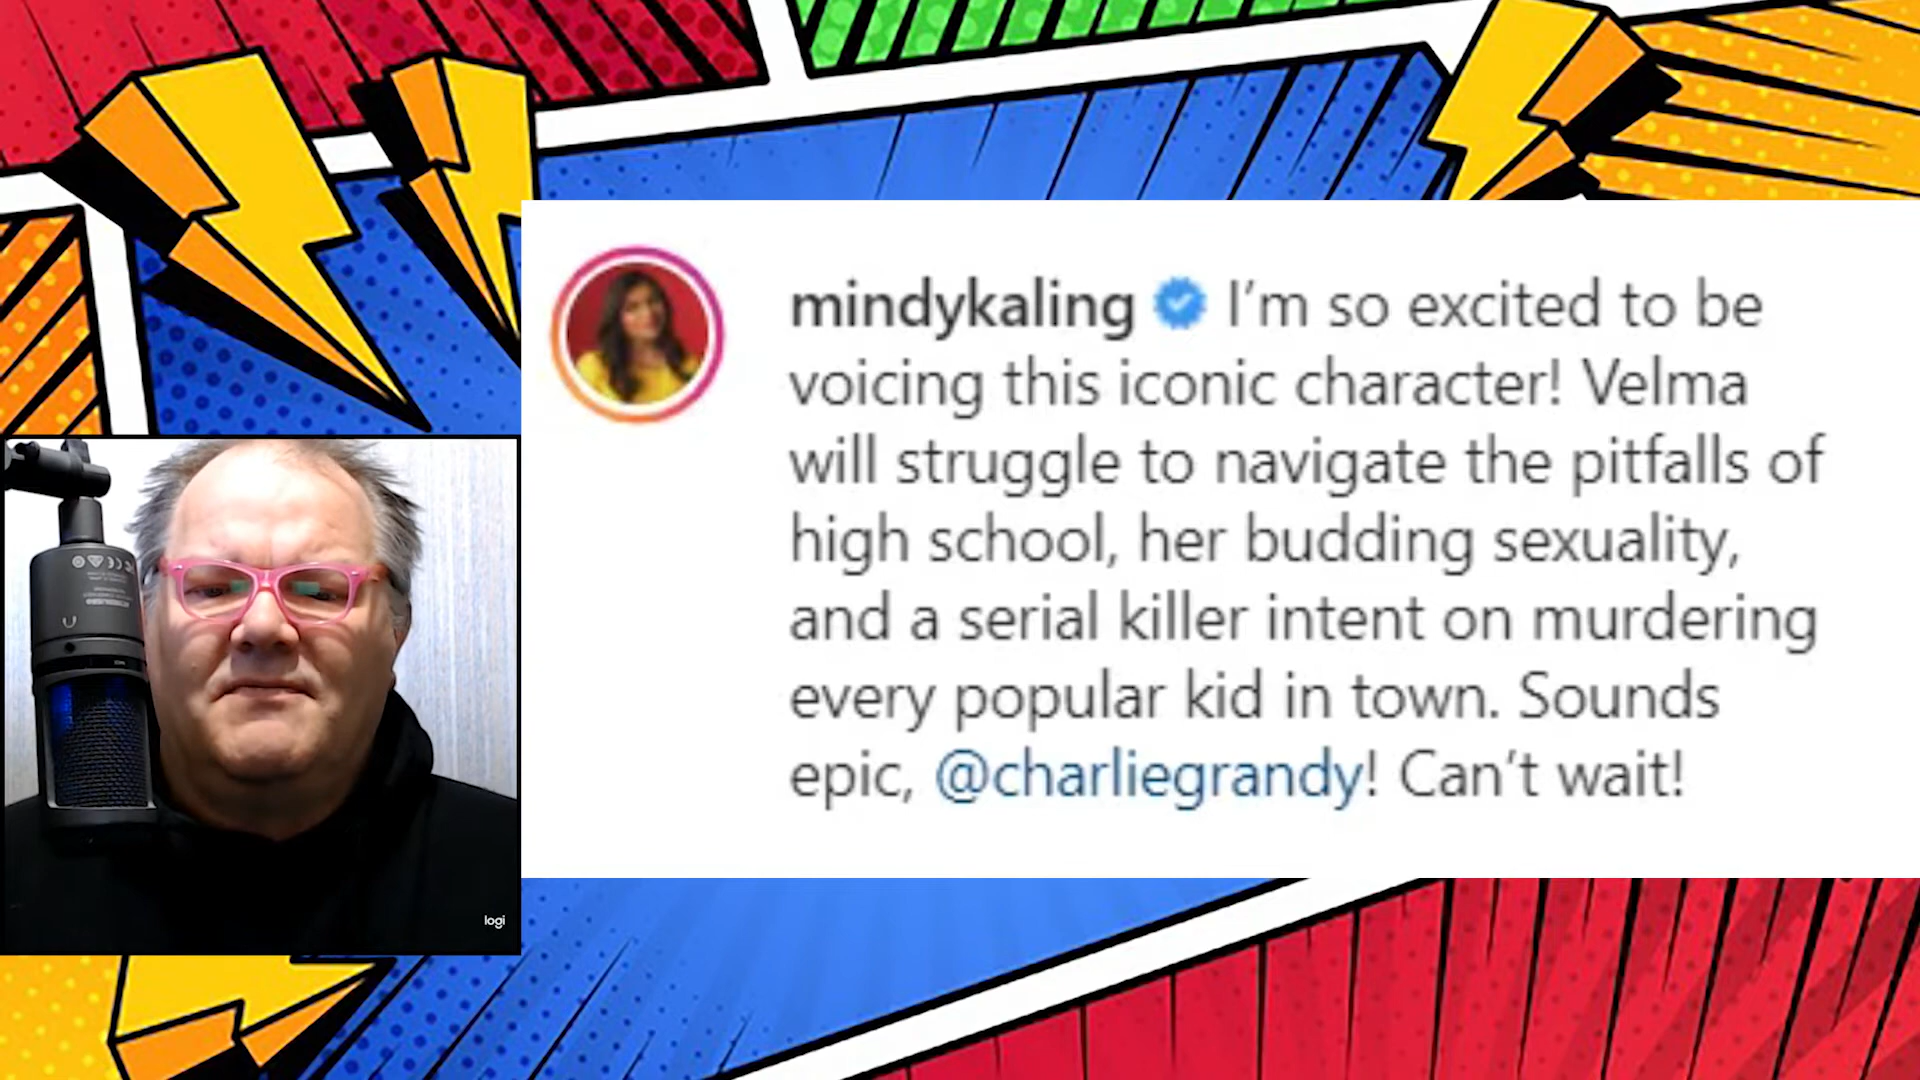 mindykaling I’m so excited to be
voicing this iconic character! Velma
will struggle to navigate the pitfalls of
high school, her budding sexuality,
and a serial killer intent on murdering
every popular kid in town. Sounds
epic, @charliegrandy! Can’t wait!
logi